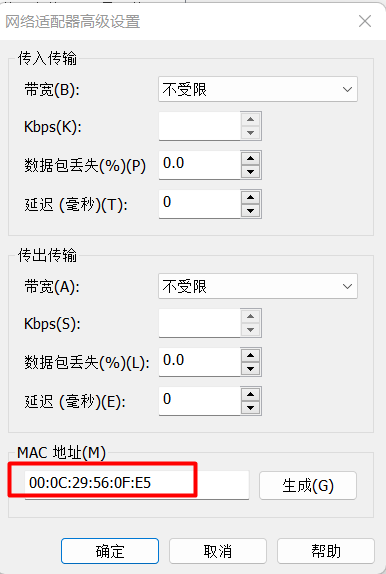 网络适配器高级设置
传入传输
带宽(B):
不受限
Kbps(K):
数据包丢失(%)(P)
0.0
延迟 (毫秒)(T):
0
传出传输
带宽(A):
不受限
Kbps(S):
数据包丢失(%)(L):
0.0
延迟 (毫秒)(E):
0
MAC 地址(M)
00:0C:29:56:0F:E5
生成(G)
确定
取消
帮助